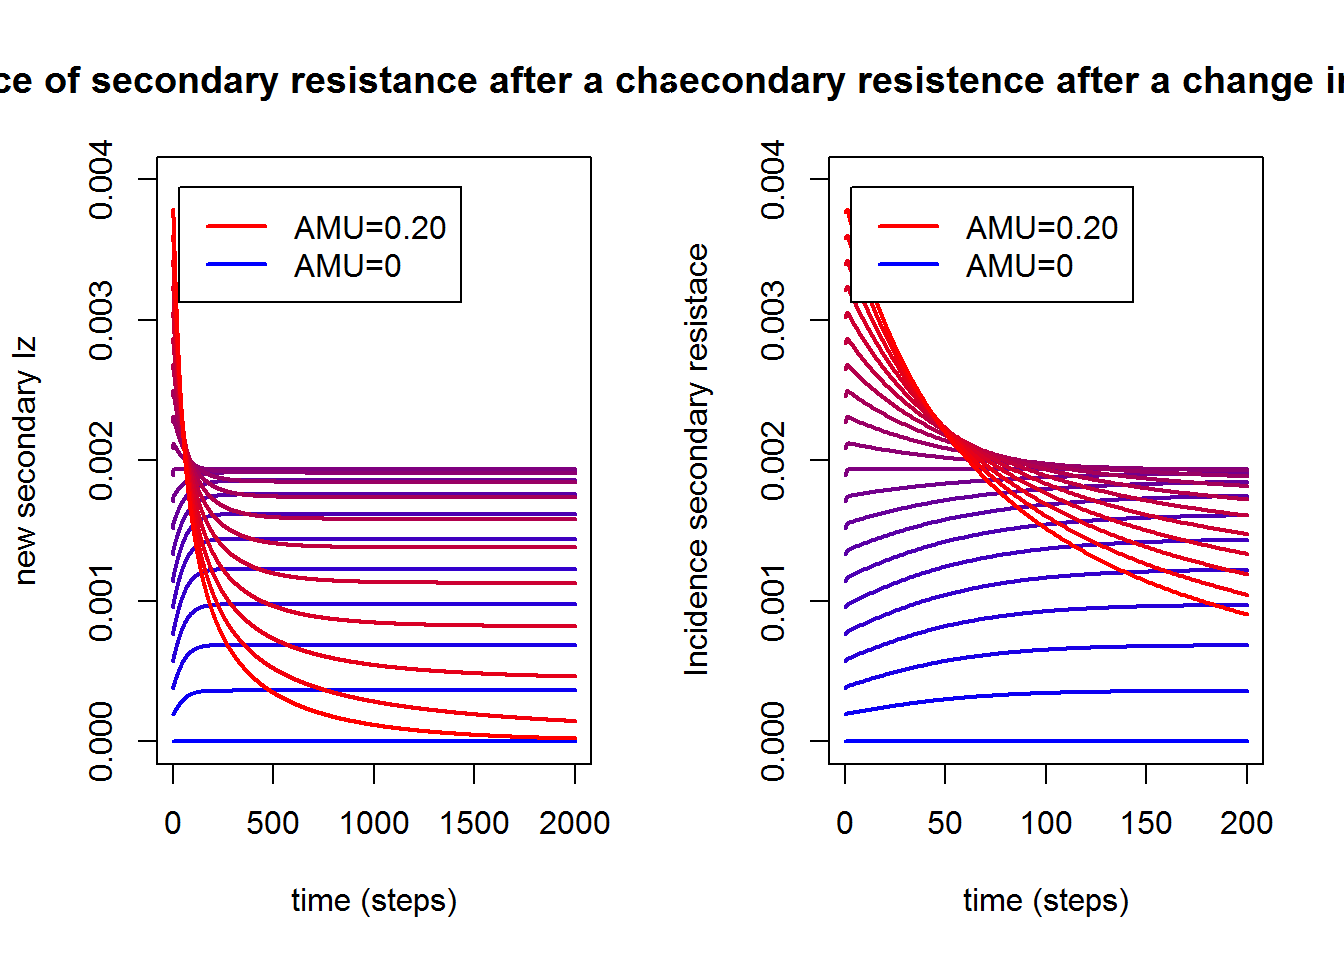 ce of secondary resistance after a chaecondary resistence after a change in
0.004
0.003
0.002
0.001
0.000
new secondary Iz
AMU=0.20
AMU=0
0 500 1000 1500 2000
time (steps)
0.004
0.003
0.002
0.001
0.000
Incidence secondary resistace
AMU=0.20
AMU=0
0 50 100 150 200
time (steps)